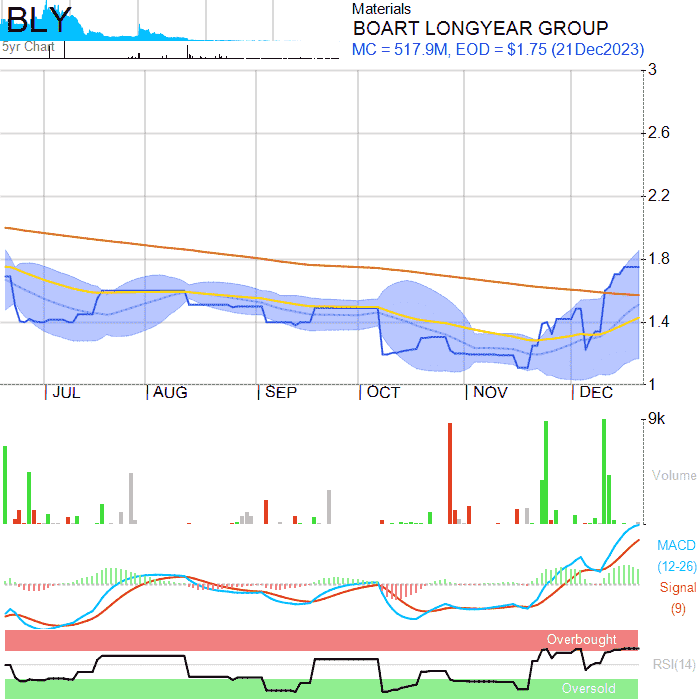 BLY
5yr Chart
Materials
BOART LONGYEAR GROUP
MC = 517.9M, EOD = $1.75 (21Dec2023)
3
2.6
2.2
1.8
1.4
1
JUL AUG SEP OCT NOV DEC
9k
Volume
MACD
(12-26)
Signal
(9)
Overbought
RSI(14)
Oversold